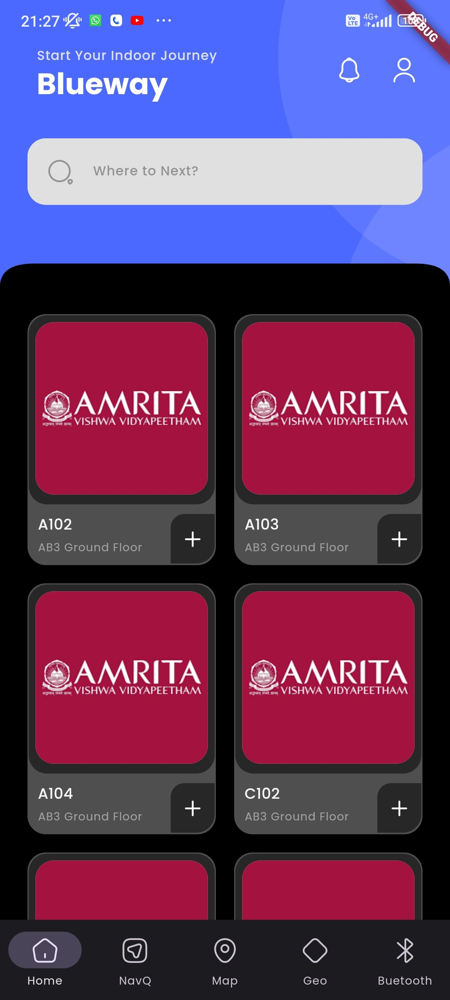 21:27
Vo
LTE
4G+
DEBUG
Start Your Indoor Journey
Blueway
Where to Next?
AMRITA
VISHWA VIDYAPEETHAM
AMRITA
VISHWA VIDYAPEETHAM
A102
AB3 Ground Floor
A103
AB3 Ground Floor
AMRITA
VISHWA VIDYAPEETHAM
AMRITA
VISHWA VIDYAPEETHAM
A104
AB3 Ground Floor
C102
AB3 Ground Floor
Home
NavQ
Map
Geo
Buetooth